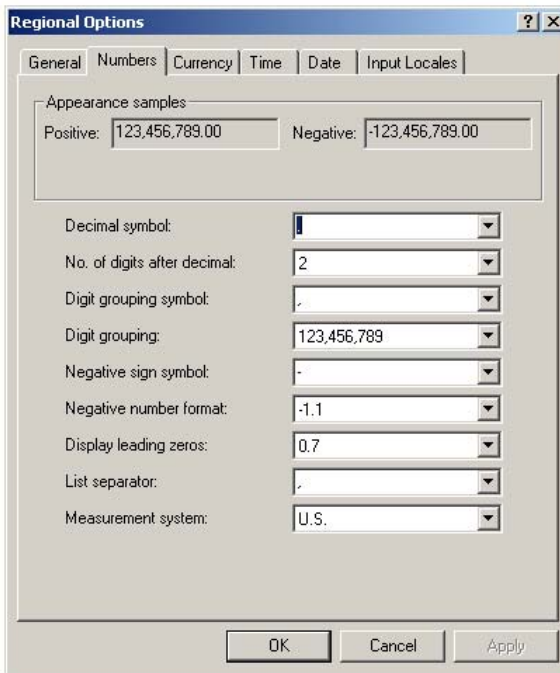 Regional Options
General Numbers Currency Time Date Input Locales
Appearance samples
Positive: 123,456,789.00 Negative: -123,456,789.00
Decimal symbol: .
No. of digits after decimal: 2
Digit grouping symbol: ,
Digit grouping: 123,456,789
Negative sign symbol: -
Negative number format: -1.1
Display leading zeros: 0.7
List separator: ,
Measurement system: U.S.
OK Cancel Apply